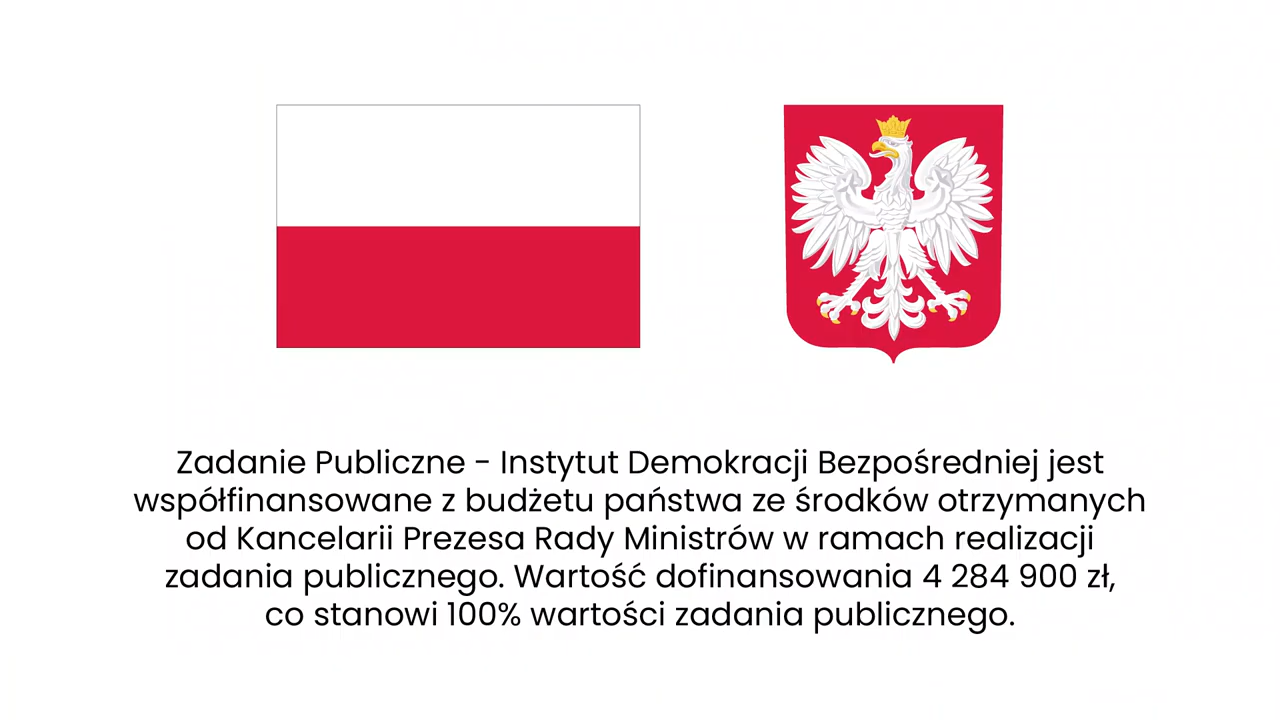 Zadanie Publiczne - Instytut Demokracji Bezpośredniej jest
współfinansowane z budżetu państwa ze środków otrzymanych
od Kancelarii Prezesa Rady Ministrów w ramach realizacji
zadania publicznego. Wartość dofinansowania 4 284 900 zł,
co stanowi 100% wartości zadania publicznego.